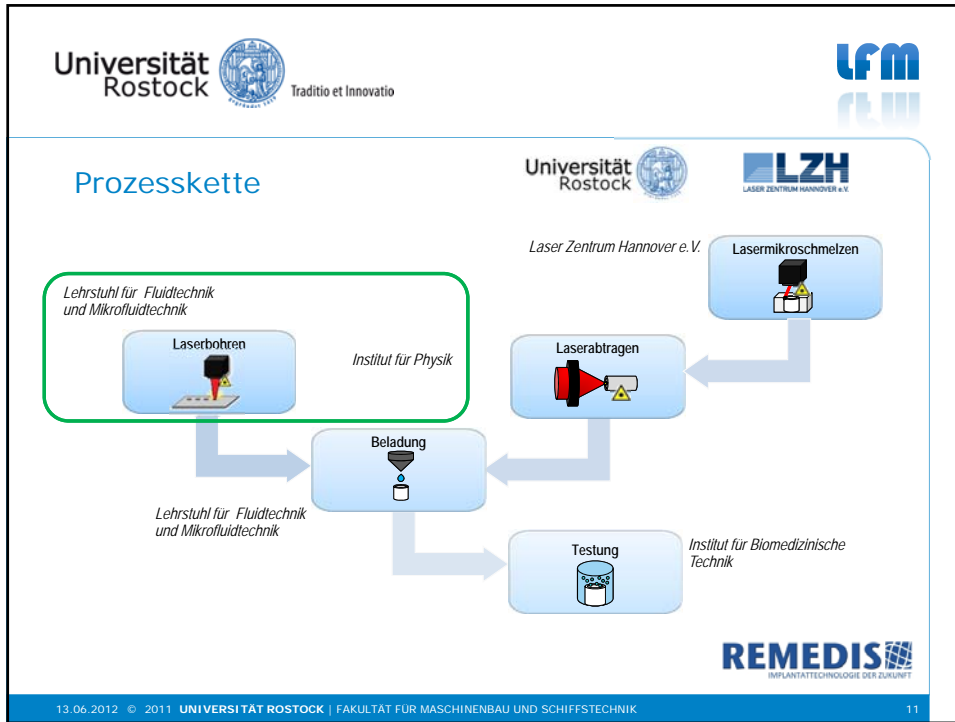 Universität
Rostock
Traditio et Innovatio
LFM
Prozesskette
Universität
Rostock
LZH
LASER ZENTRUM HANNOVER e.V.
Laser Zentrum Hannover e.V.
Lasermikroschmelzen
Lehrstuhl für Fluidtechnik
und Mikrofluidtechnik
Laserbohren
Institut für Physik
Laserabtragen
Beladung
Lehrstuhl für Fluidtechnik
und Mikrofluidtechnik
Testung
Institut für Biomedizinische
Technik
REMEDIS
IMPLANTATTECHNOLOGIE DER ZUKUNFT
13.06.2012 © 2011 UNIVERSITÄT ROSTOCK | FAKULTÄT FÜR MASCHINENBAU UND SCHIFFSTECHNIK 11